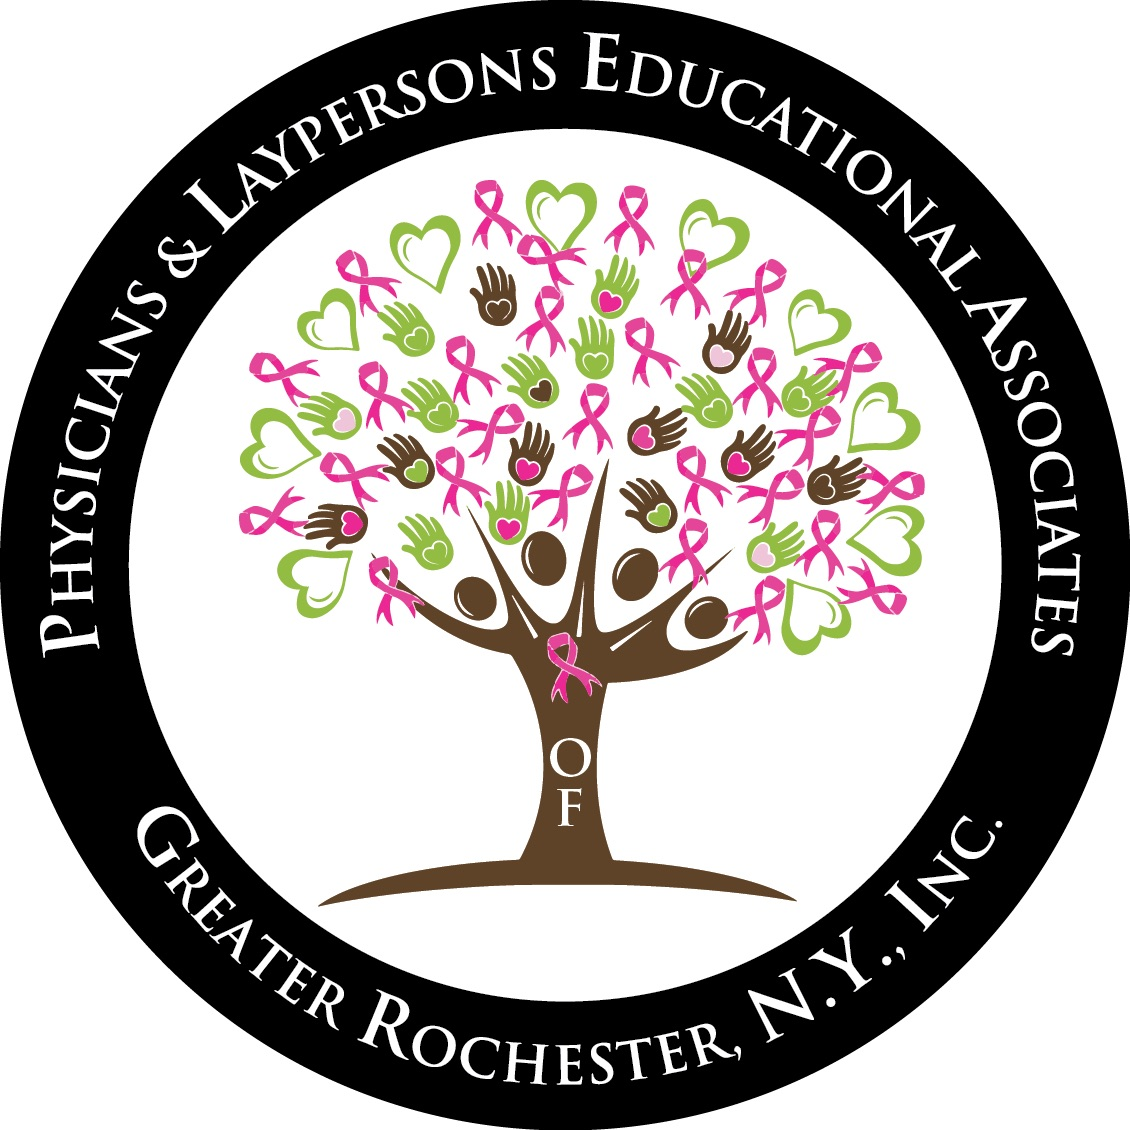 PHYSICIANS & LAYPERSONS EDUCATIONAL ASSOCIATES
OF
GREATER ROCHESTER, N.Y., INC.